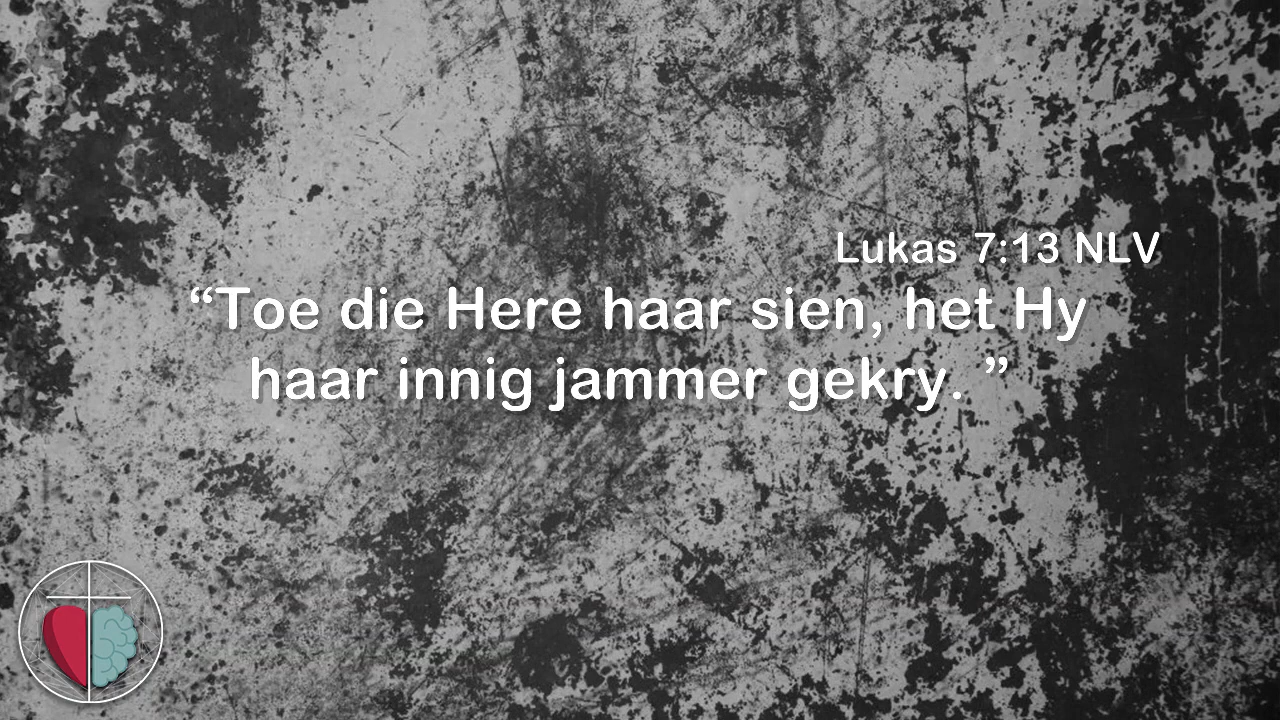 Lukas 7:13 NLV
“Toe die Here haar sien, het Hy
haar innig jammer gekry. ”